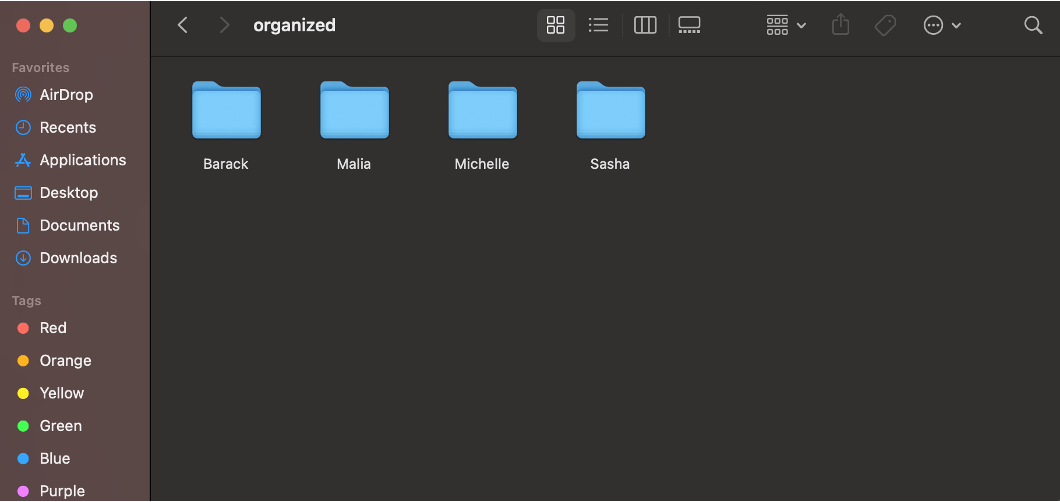 organized
Favorites
AirDrop
Recents
Applications
Desktop
Documents
Downloads
Tags
Red
Orange
Yellow
Green
Blue
Purple
Barack
Malia
Michelle
Sasha